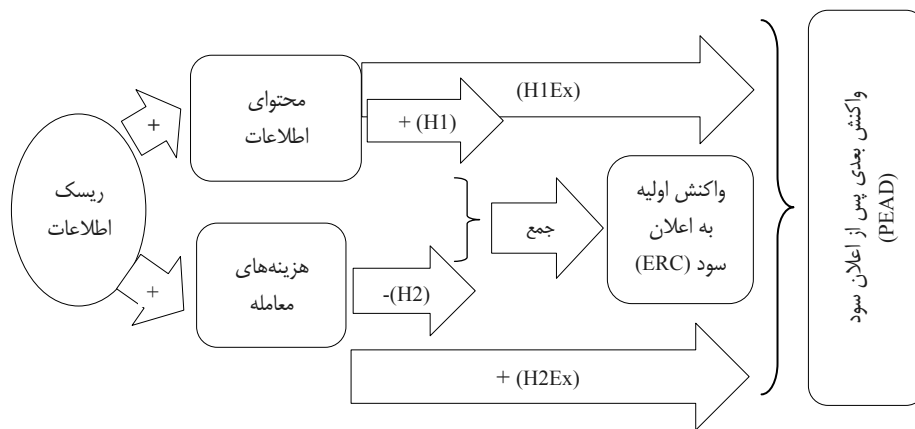 ریسک
اطلاعات
+
+
محتوای
اطلاعات
هزینه‌های
معامله
(H1Ex)
+ (H1)
-(H2)
+ (H2Ex)
جمع
واکنش اولیه
به اعلان
سود (ERC)
واکنش بعدی پس از اعلان سود
(PEAD)